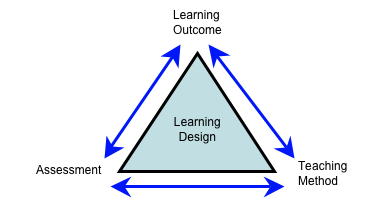 Learning
Outcome
Learning
Design
Assessment
Teaching
Method